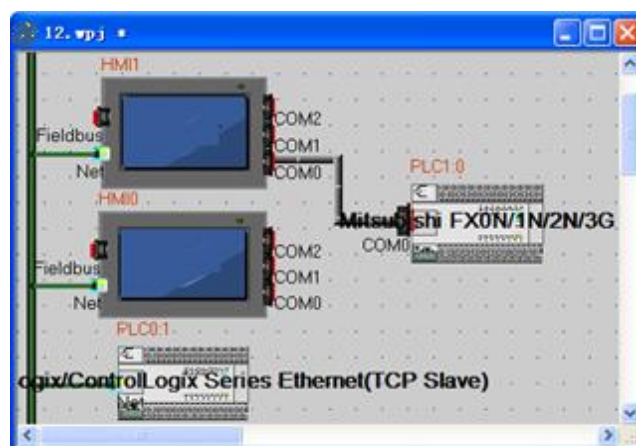 12.wpj *
HMI1
COM2
Fieldbus
COM1
Net
COM0
PLC1:0
Mitsubishi FX0N/1N/2N/3G
COM0
HMI0
COM2
Fieldbus
COM1
Net
COM0
PLC0:1
ogix/ControlLogix Series Ethernet(TCP Slave)
Net